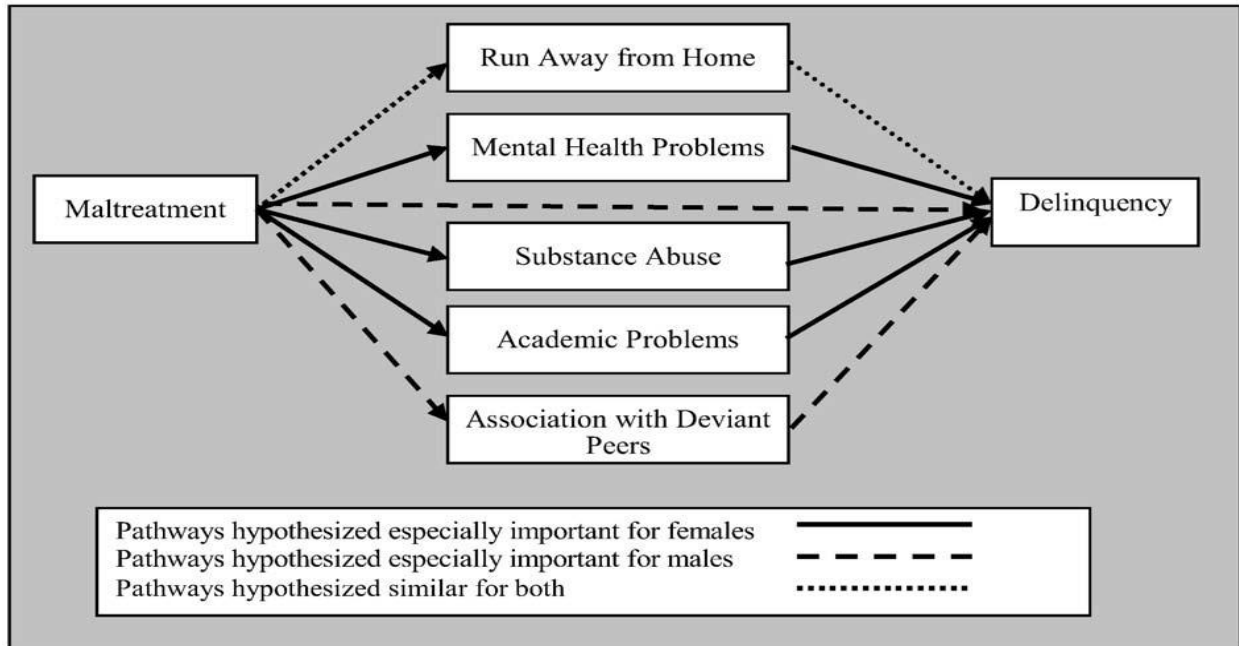 Run Away from Home
Mental Health Problems
Maltreatment
Delinquency
Substance Abuse
Academic Problems
Association with Deviant
Peers
Pathways hypothesized especially important for females
Pathways hypothesized especially important for males
Pathways hypothesized similar for both